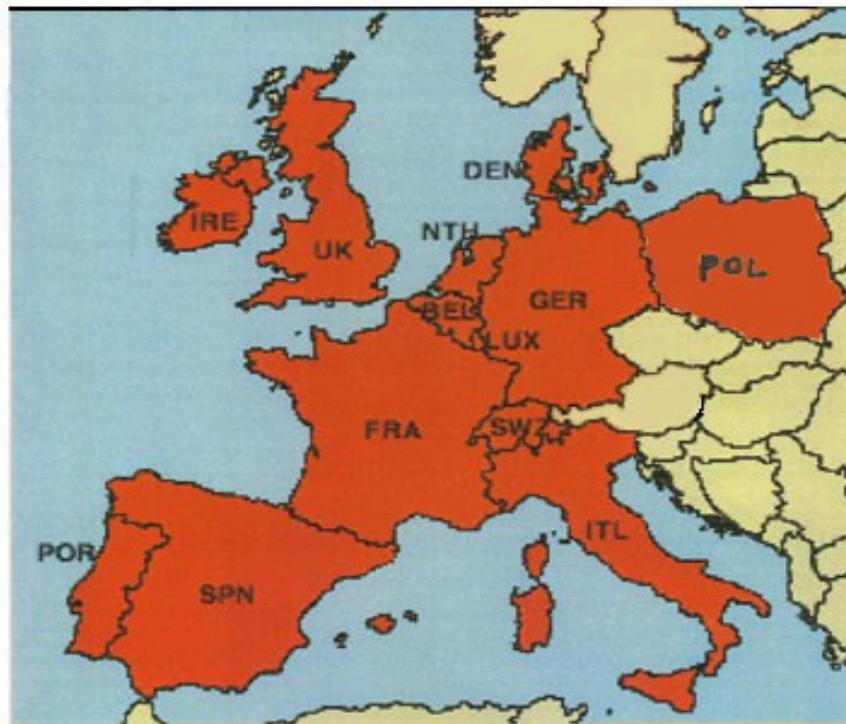 DEN
NTH
IRE
UK
POL
BEL
GER
LUX
FRA
SWZ
ITL
POR
SPN